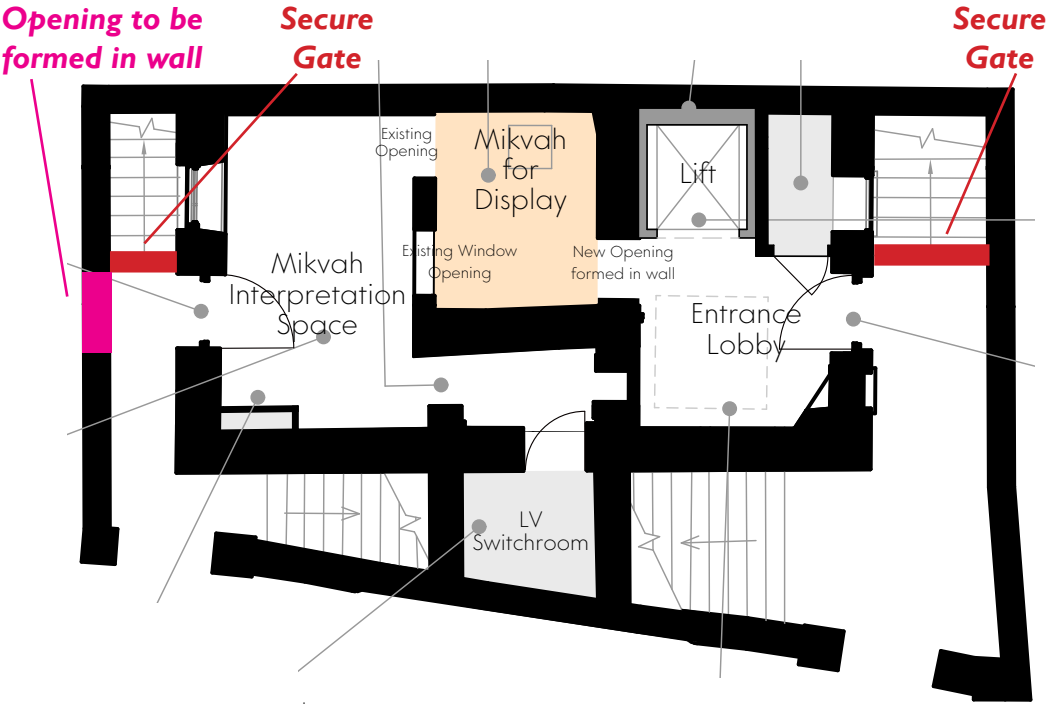 Opening to be
formed in wall
Secure
Gate
Secure
Gate
Existing
Opening
Mikvah
for
Display
Lift
Existing Window
Opening
New Opening
formed in wall
Mikvah
Interpretation
Space
Entrance
Lobby
LV
Switchroom